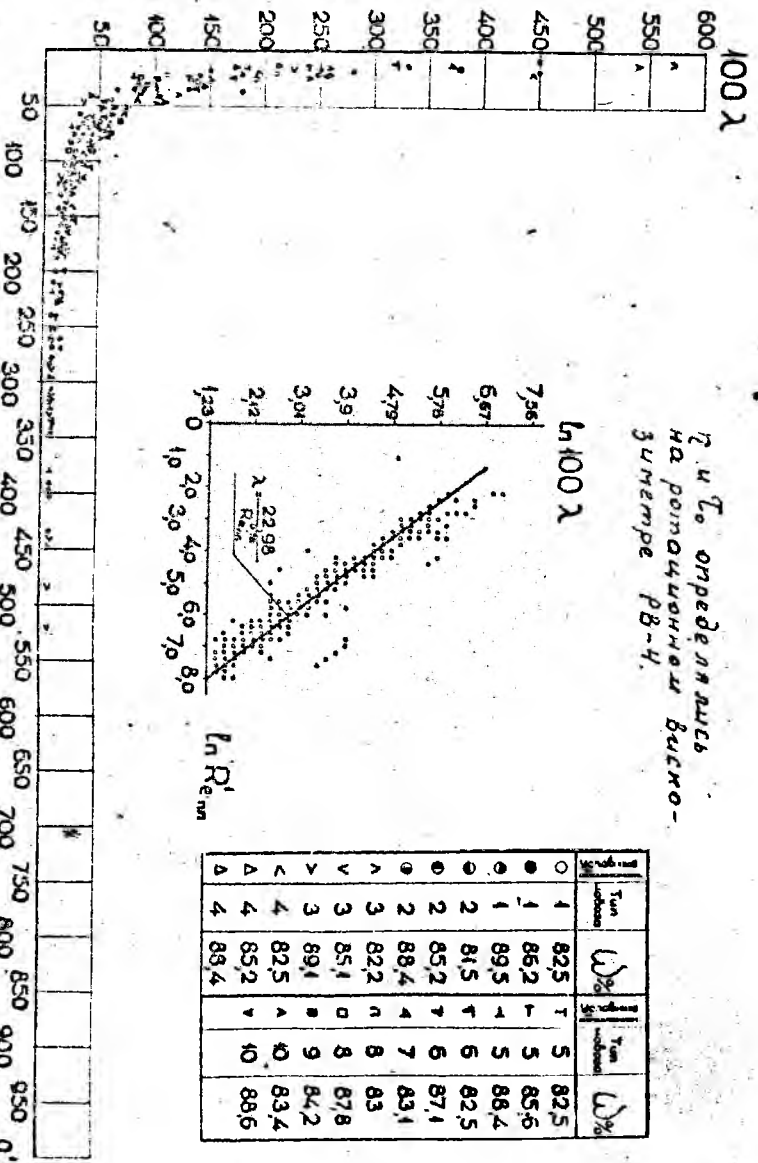 100 λ
600
550
500
450
400
350
300
250
200
150
100
50
50 100 150 200 250 300 350 400 450 500 550 600 650 700 750 800 850 900 950
η и τ₀ определялись
на ротационном виско-
зиметре РВ-4.
ln 100 λ
7,56
6,67
5,78
4,79
3,9
3,01
2,12
1,23
0 1,0 2,0 3,0 4,0 5,0 6,0 7,0 8,0
ln R'e пл
λ = 22,98
Тип навоза W% Тип навоза W%
○ 1 82,5 т 5 82,5
1 86,2 5 85,6
1 89,5 5 88,4
2 81,5 6 82,5
2 85,2 6 87,1
2 88,4 7 83,1
3 82,2 8 83
3 85,1 8 87,8
3 89,1 9 84,2
4 82,5 10 83,4
4 85,2 10 88,6
Δ 4 88,4